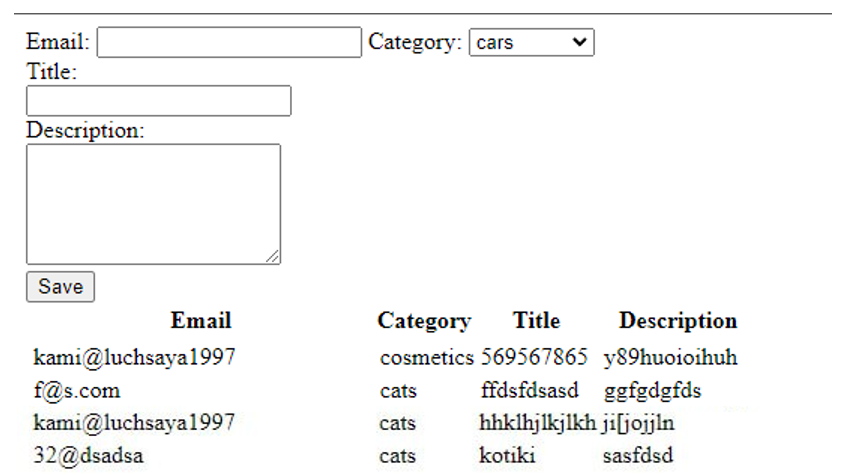 Email: Category: cars
Title:
Description:
Save
Email Category Title Description
kami@luchsaya1997 cosmetics 569567865 y89huoioihuh
f@s.com cats ffdsfdsasd ggfgdgfds
kami@luchsaya1997 cats hhklhjlkjlkh ji[jojjln
32@dsadsa cats kotiki sasfdsd